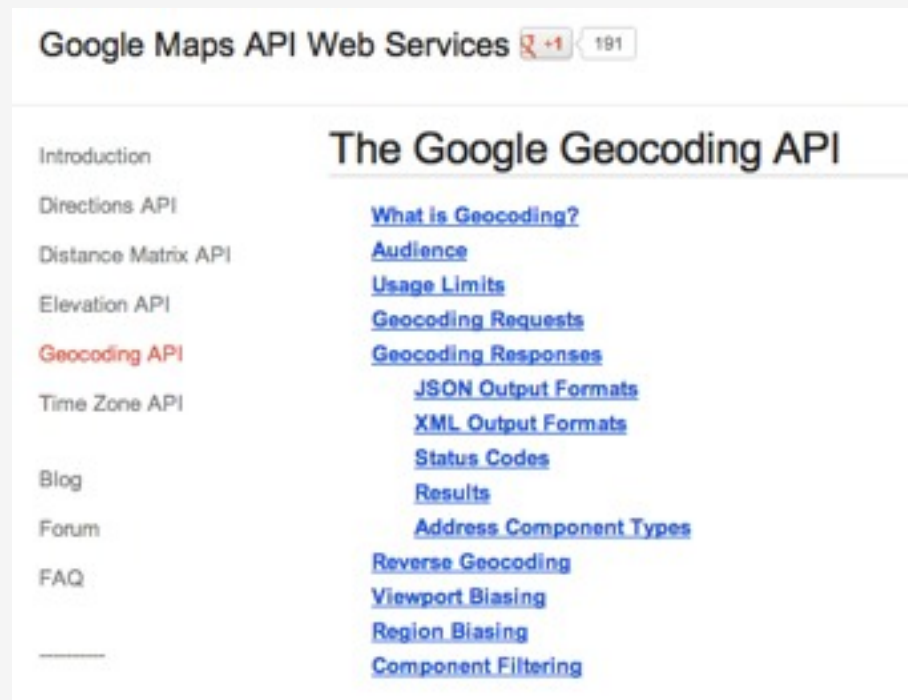 Google Maps API Web Services +1 191
Introduction
Directions API
Distance Matrix API
Elevation API
Geocoding API
Time Zone API
Blog
Forum
FAQ
----------
The Google Geocoding API
What is Geocoding?
Audience
Usage Limits
Geocoding Requests
Geocoding Responses
JSON Output Formats
XML Output Formats
Status Codes
Results
Address Component Types
Reverse Geocoding
Viewport Biasing
Region Biasing
Component Filtering